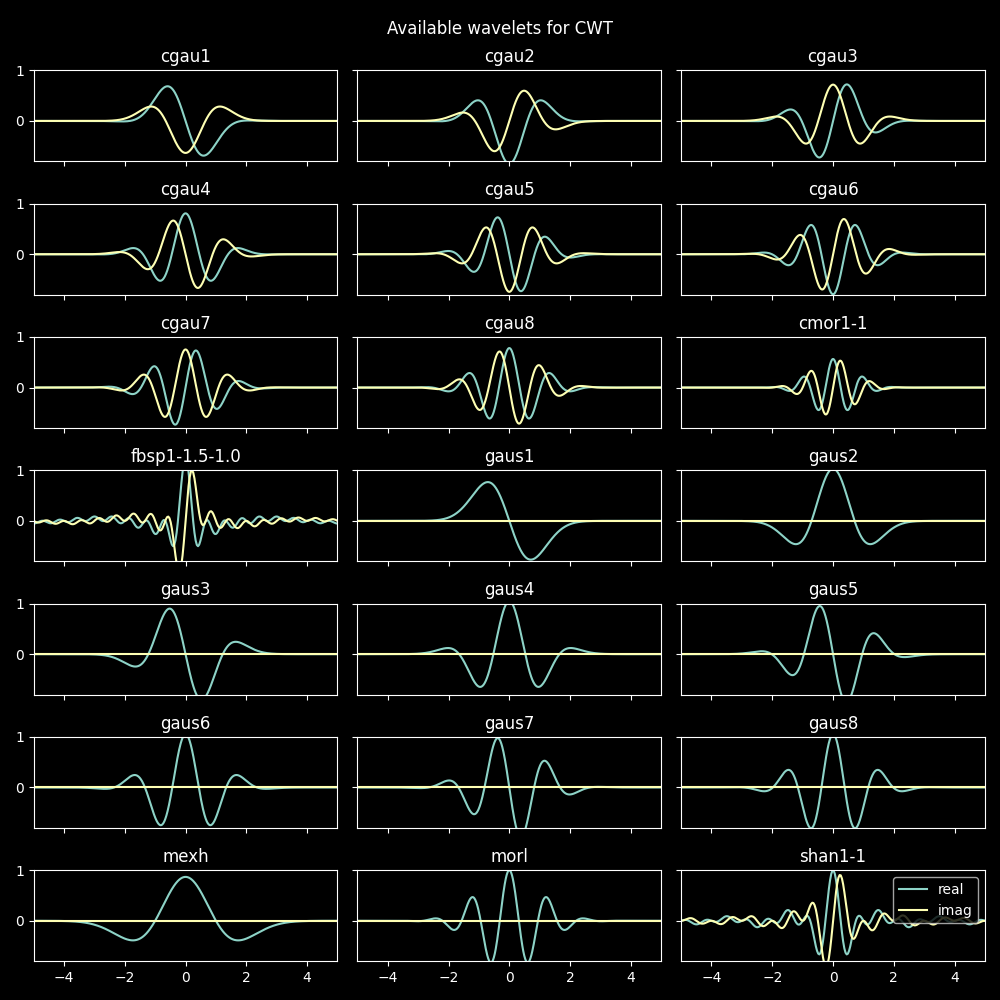 Available wavelets for CWT
cgau1 cgau2 cgau3
1
0
cgau4 cgau5 cgau6
1
0
cgau7 cgau8 cmor1-1
1
0
fbsp1-1.5-1.0 gaus1 gaus2
1
0
gaus3 gaus4 gaus5
1
0
gaus6 gaus7 gaus8
1
0
mexh morl shan1-1
1
real
0
imag
−4 −2 0 2 4 −4 −2 0 2 4 −4 −2 0 2 4